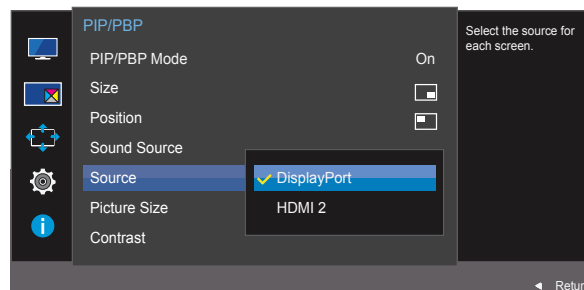 PIP/PBP
PIP/PBP Mode On
Size
Position
Sound Source
Source
DisplayPort
HDMI 2
Picture Size
Contrast
Select the source for
each screen.